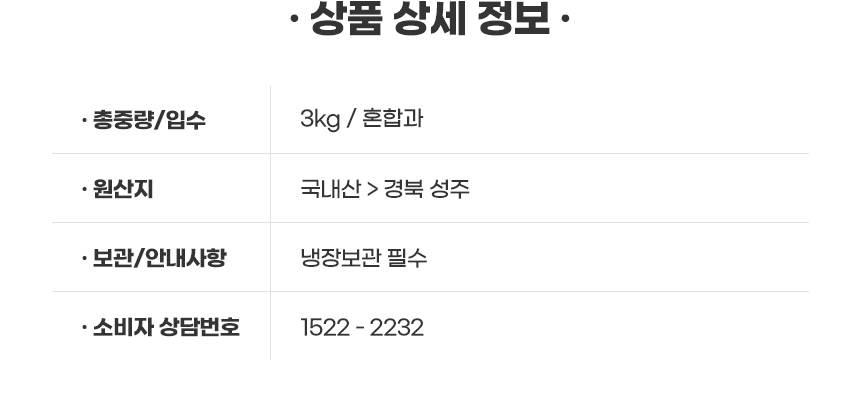 · 상품 상세 정보 ·
· 총중량/입수 3kg / 혼합과
· 원산지 국내산 > 경북 성주
· 보관/안내사항 냉장보관 필수
· 소비자 상담번호 1522 - 2232